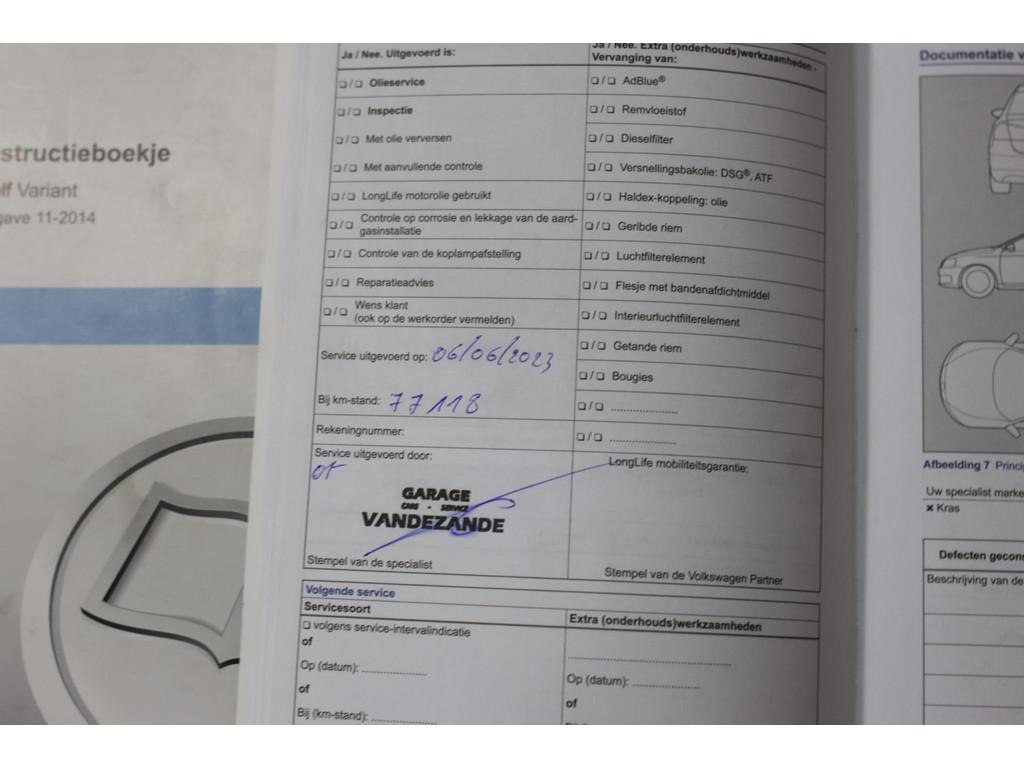 structieboekje
lf Variant
gave 11-2014
Ja / Nee. Uitgevoerd is:
❏ / ❏ Olieservice
❏ / ❏ Inspectie
❏ / ❏ Met olie verversen
❏ / ❏ Met aanvullende controle
❏ / ❏ LongLife motorolie gebruikt
❏ / ❏ Controle op corrosie en lekkage van de aard-
gasinstallatie
❏ / ❏ Controle van de koplampafstelling
❏ / ❏ Reparatieadvies
❏ / ❏ Wens klant
(ook op de werkorder vermelden)
Service uitgevoerd op: 06/06/2023
Bij km-stand: 77118
Rekeningnummer:
Service uitgevoerd door:
GARAGE
CARS - SERVICE
VANDEZANDE
Stempel van de specialist
Ja / Nee. Extra (onderhouds)werkzaamheden -
Vervanging van:
❏ / ❏ AdBlue®
❏ / ❏ Remvloeistof
❏ / ❏ Dieselfilter
❏ / ❏ Versnellingsbakolie: DSG®, ATF
❏ / ❏ Haldex-koppeling: olie
❏ / ❏ Geribde riem
❏ / ❏ Luchtfilterelement
❏ / ❏ Flesje met bandenafdichtmiddel
❏ / ❏ Interieurluchtfilterelement
❏ / ❏ Getande riem
❏ / ❏ Bougies
❏ / ❏ ......................
❏ / ❏ ......................
LongLife mobiliteitsgarantie:
Stempel van de Volkswagen Partner
Volgende service
Servicesoort
❏ volgens service-intervalindicatie
of
Op (datum): ......................
of
Bij (km-stand): ......................
Extra (onderhouds)werkzaamheden
......................................................
Op (datum): ......................
of
Documentatie v
Afbeelding 7 Princip
Uw specialist marke
× Kras
Defecten gecon
Beschrijving van de